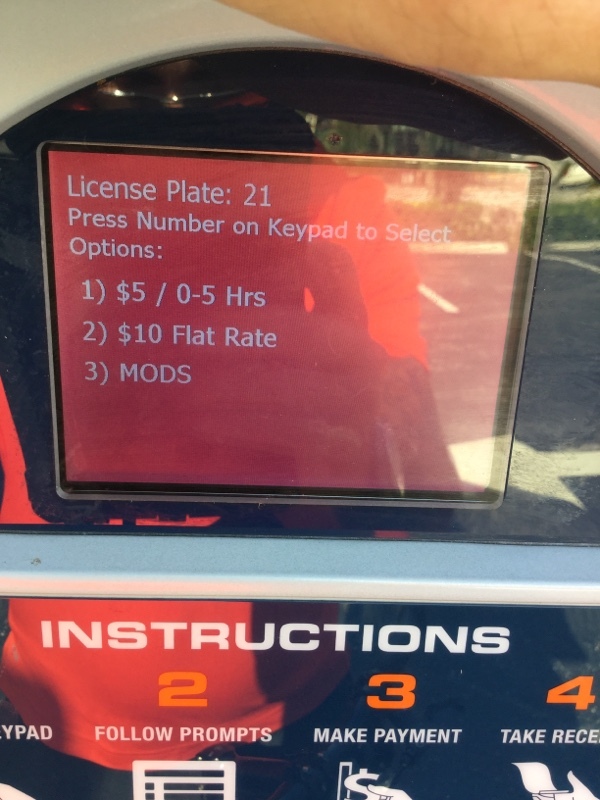 License Plate: 21
Press Number on Keypad to Select
Options:
1) $5 / 0-5 Hrs
2) $10 Flat Rate
3) MODS
INSTRUCTIONS
2 3 4
EYPAD FOLLOW PROMPTS MAKE PAYMENT TAKE RECE